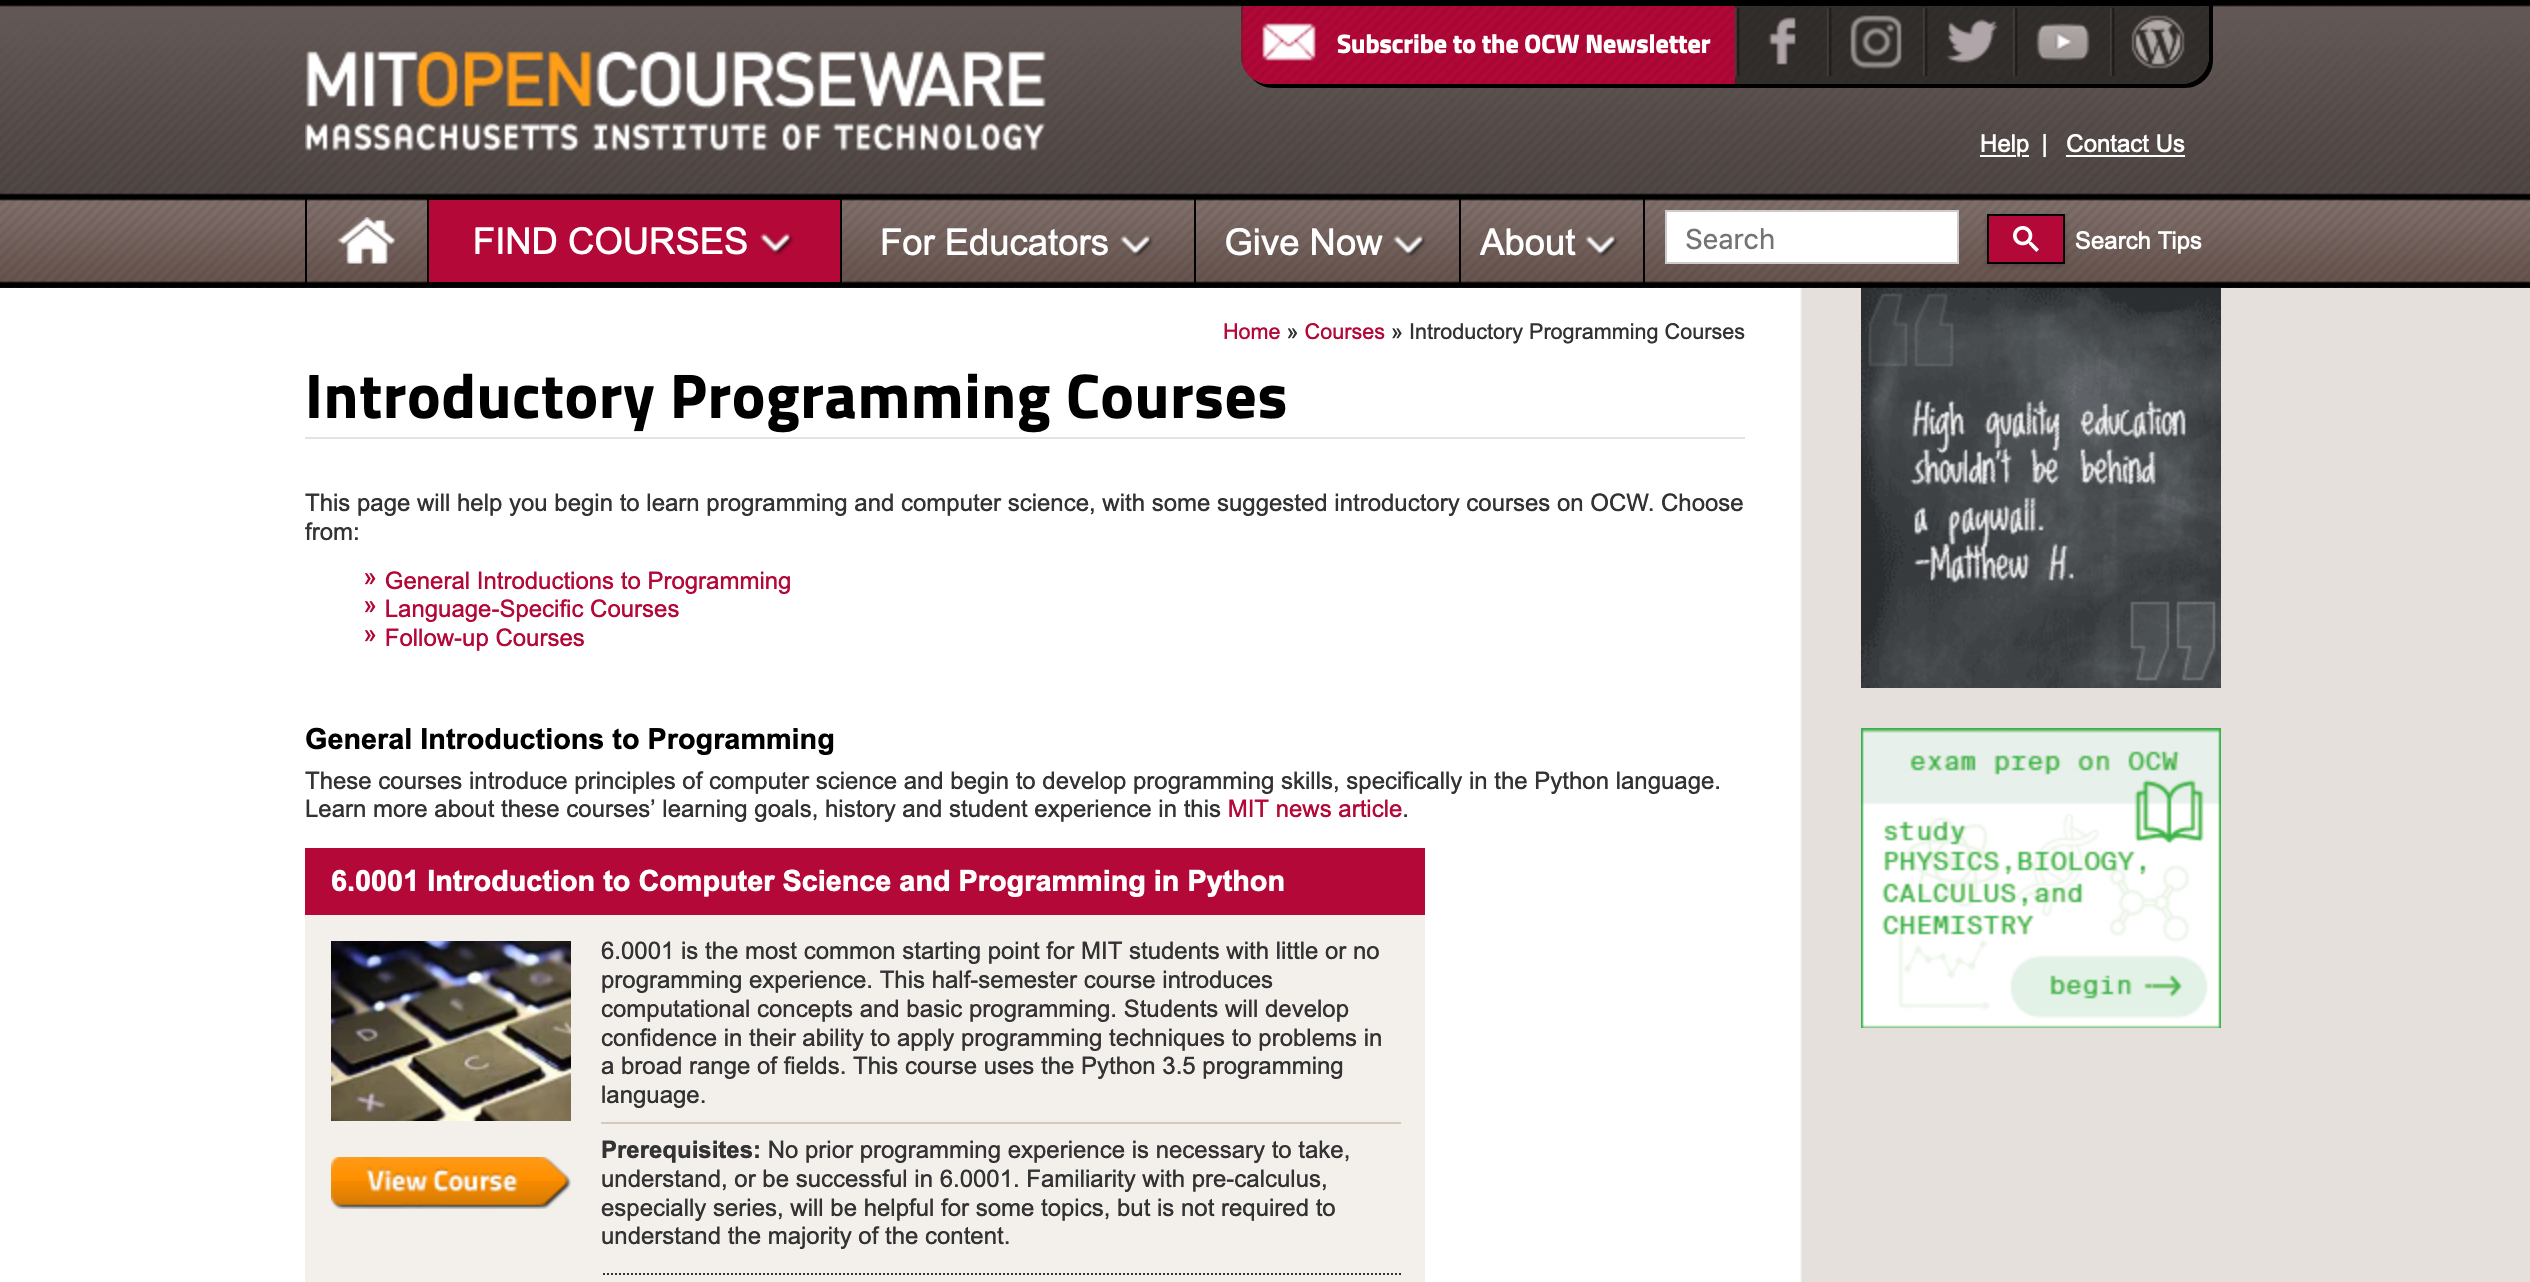 MITOPENCOURSEWARE
MASSACHUSETTS INSTITUTE OF TECHNOLOGY
Subscribe to the OCW Newsletter
Help | Contact Us
FIND COURSES
For Educators
Give Now
About
Search
Search Tips
Home » Courses » Introductory Programming Courses
Introductory Programming Courses
This page will help you begin to learn programming and computer science, with some suggested introductory courses on OCW. Choose
from:
» General Introductions to Programming
» Language-Specific Courses
» Follow-up Courses
General Introductions to Programming
These courses introduce principles of computer science and begin to develop programming skills, specifically in the Python language.
Learn more about these courses’ learning goals, history and student experience in this MIT news article.
6.0001 Introduction to Computer Science and Programming in Python
6.0001 is the most common starting point for MIT students with little or no
programming experience. This half-semester course introduces
computational concepts and basic programming. Students will develop
confidence in their ability to apply programming techniques to problems in
a broad range of fields. This course uses the Python 3.5 programming
language.
D
F
C
V
X
View Course
Prerequisites: No prior programming experience is necessary to take,
understand, or be successful in 6.0001. Familiarity with pre-calculus,
especially series, will be helpful for some topics, but is not required to
understand the majority of the content.
“
High quality education
shouldn't be behind
a paywall.
-Matthew H.
”
exam prep on OCW
study
PHYSICS,BIOLOGY,
CALCULUS,and
CHEMISTRY
begin →